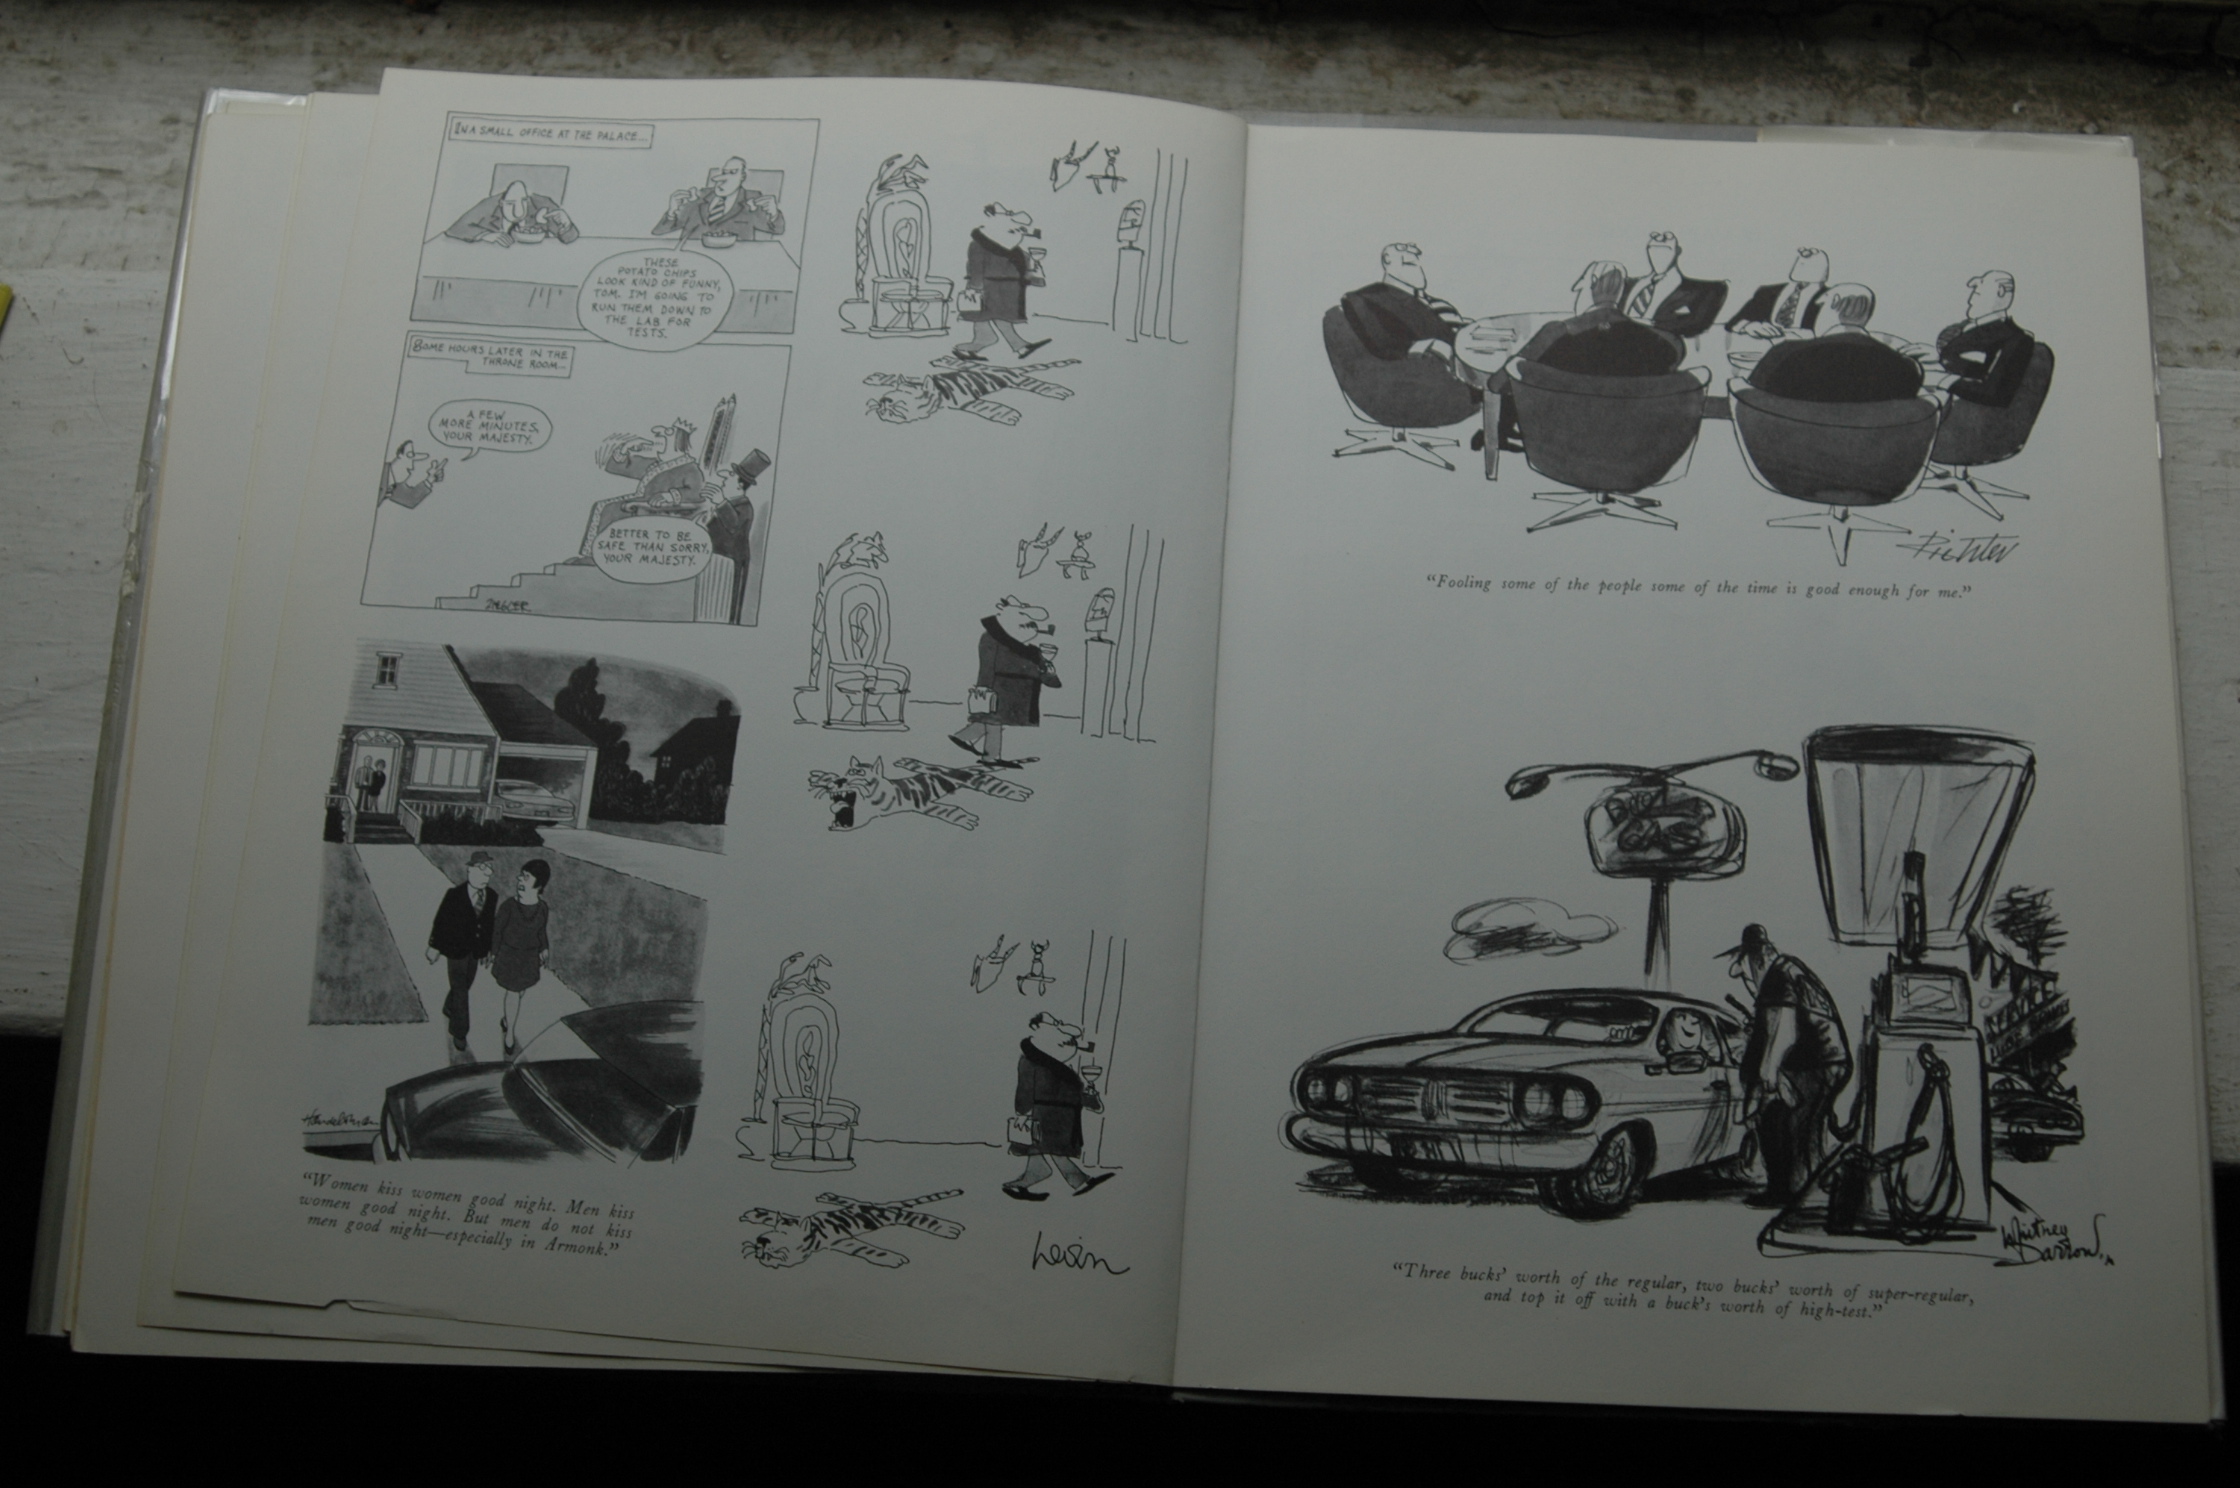 IN A SMALL OFFICE AT THE PALACE...
THESE
POTATO CHIPS
LOOK KIND OF FUNNY,
TOM. I'M GOING TO
RUN THEM DOWN TO
THE LAB FOR
TESTS.
SOME HOURS LATER IN THE
THRONE ROOM...
A FEW
MORE MINUTES,
YOUR MAJESTY.
BETTER TO BE
SAFE THAN SORRY,
YOUR MAJESTY.
ZIEGLER
Handelsman
“Women kiss women good night. Men kiss
women good night. But men do not kiss
men good night—especially in Armonk.”
Levin
Richter
“Fooling some of the people some of the time is good enough for me.”
GAS
Whitney
Darrow, Jr.
“Three bucks’ worth of the regular, two bucks’ worth of super-regular,
and top it off with a buck’s worth of high-test.”